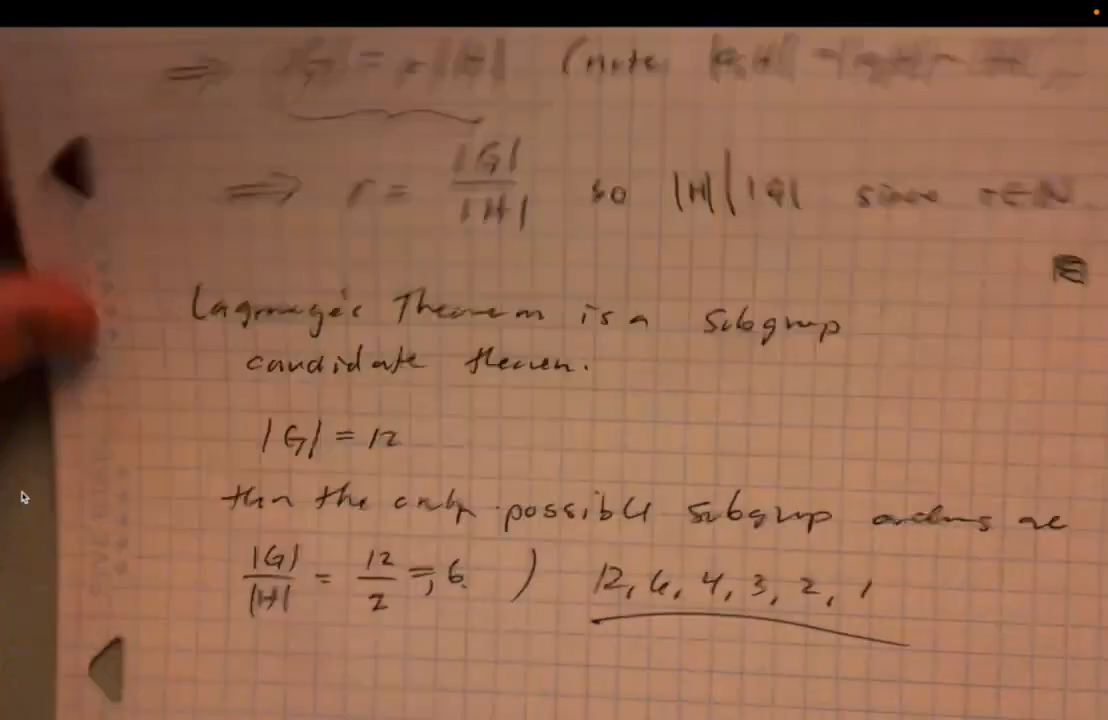 ⇒ |G| = r|H| (note
⇒ r = |G|/|H| so |H| | |G| since r∈ℕ
Lagrange's Theorem is a subgroup
candidate theorem.
|G| = 12
then the only possible subgroup orders are
|G|/|H| = 12/2 = 6 ) 12, 6, 4, 3, 2, 1